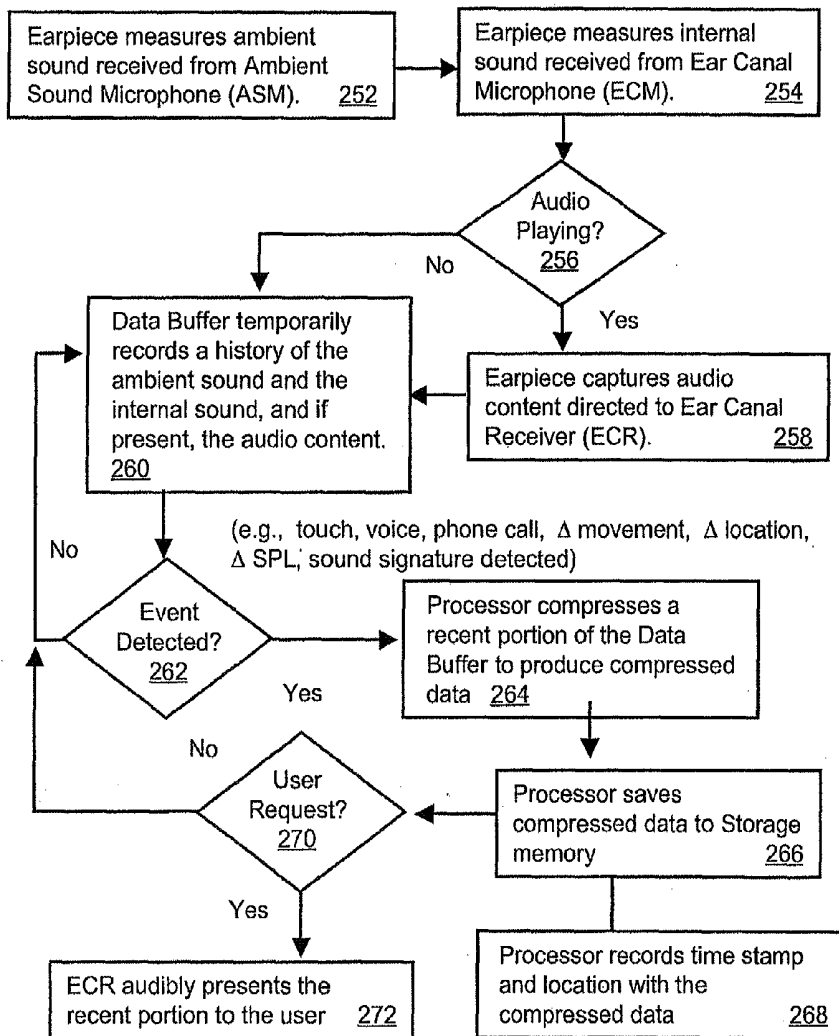 Earpiece measures ambient
sound received from Ambient
Sound Microphone (ASM). 252
Earpiece measures internal
sound received from Ear Canal
Microphone (ECM). 254
Audio
Playing?
256
No
Yes
Earpiece captures audio
content directed to Ear Canal
Receiver (ECR). 258
Data Buffer temporarily
records a history of the
ambient sound and the
internal sound, and if
present, the audio content.
260
(e.g., touch, voice, phone call, Δ movement, Δ location,
Δ SPL, sound signature detected)
No
Event
Detected?
262
Yes
Processor compresses a
recent portion of the Data
Buffer to produce compressed
data 264
Processor saves
compressed data to Storage
memory 266
Processor records time stamp
and location with the
compressed data 268
No
User
Request?
270
Yes
ECR audibly presents the
recent portion to the user 272